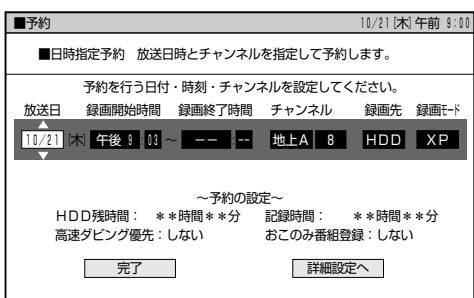 ■予約 10/21[木]午前 9:00
■日時指定予約 放送日時とチャンネルを指定して予約します。
予約を行う日付・時刻・チャンネルを設定してください。
放送日 録画開始時間 録画終了時間 チャンネル 録画先 録画モード
10/21 [木] 午後 9:03 ～ －－:-- 地上A 8 HDD XP
～予約の設定～
HDD残時間： ＊＊時間＊＊分 記録時間： ＊＊時間＊＊分
高速ダビング優先：しない おこのみ番組登録：しない
完了 詳細設定へ